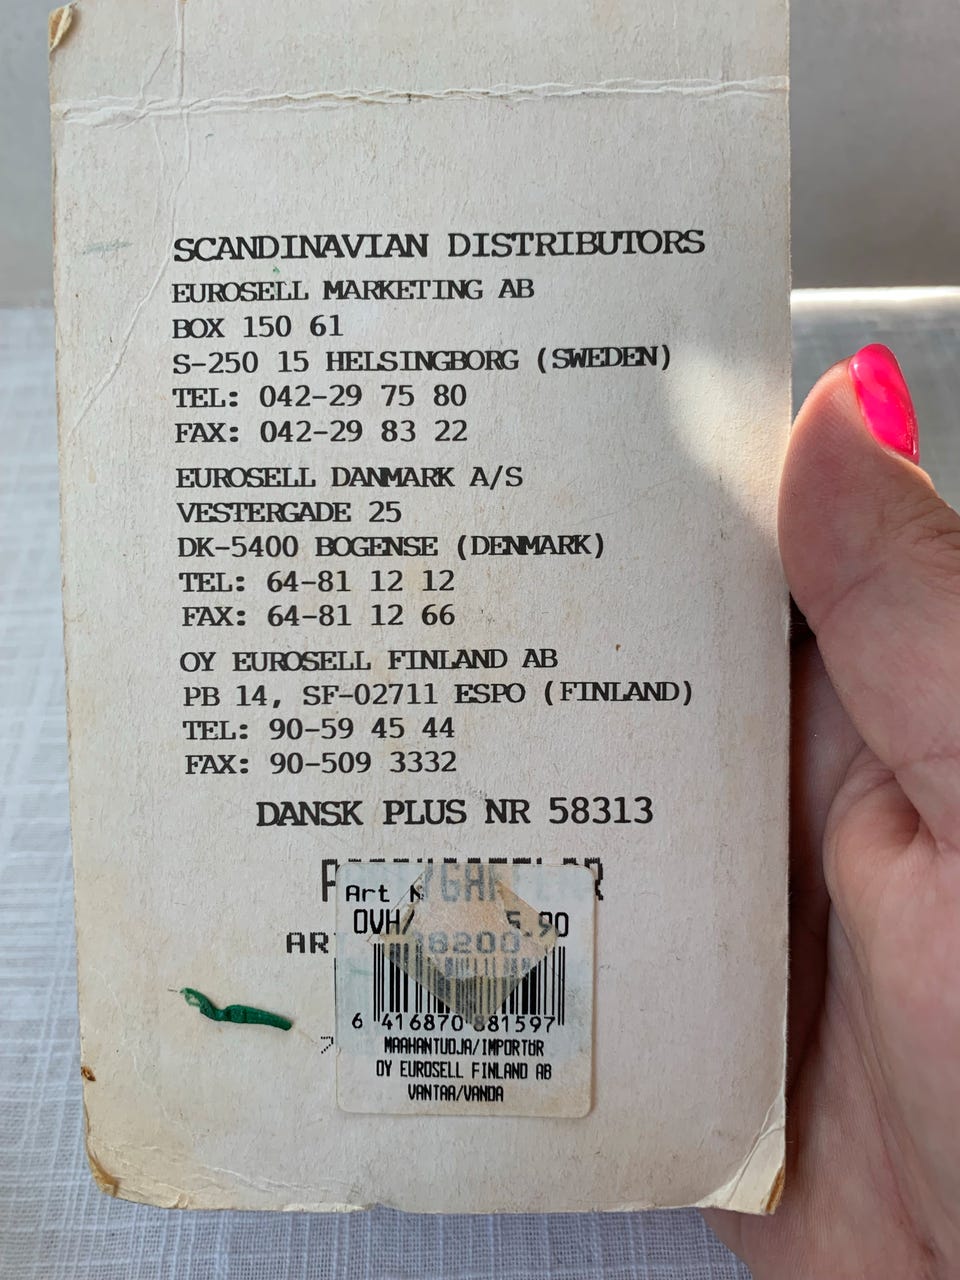 SCANDINAVIAN DISTRIBUTORS
EUROSELL MARKETING AB
BOX 150 61
S-250 15 HELSINGBORG (SWEDEN)
TEL: 042-29 75 80
FAX: 042-29 83 22
EUROSELL DANMARK A/S
VESTERGADE 25
DK-5400 BOGENSE (DENMARK)
TEL: 64-81 12 12
FAX: 64-81 12 66
OY EUROSELL FINLAND AB
PB 14, SF-02711 ESPO (FINLAND)
TEL: 90-59 45 44
FAX: 90-509 3332
DANSK PLUS NR 58313
Art
OVH/ 5.90
ART
6 416870 881597
MAAHANTUOJA/IMPORTÖR
OY EUROSELL FINLAND AB
VANTAA/VANDA